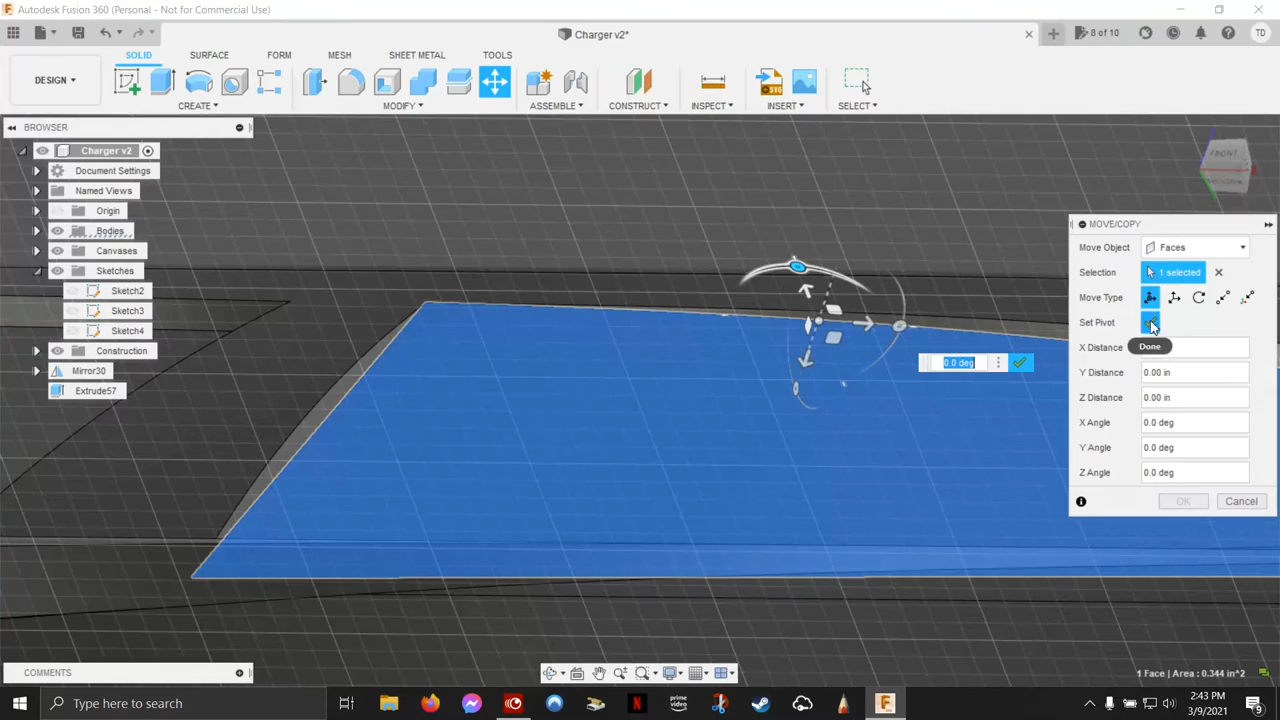 Autodesk Fusion 360 (Personal - Not for Commercial Use)
Charger v2*
8 of 10
TD
DESIGN
SOLID
SURFACE
FORM
MESH
SHEET METAL
TOOLS
CREATE
MODIFY
ASSEMBLE
CONSTRUCT
INSPECT
INSERT
SELECT
SVG
BROWSER
Charger v2
Document Settings
Named Views
Origin
Bodies
Canvases
Sketches
Sketch2
Sketch3
Sketch4
Construction
Mirror30
Extrude57
FRONT
0.0 deg
MOVE/COPY
Move Object
Faces
Selection
1 selected
Move Type
Set Pivot
Done
X Distance
Y Distance
0.00 in
Z Distance
0.00 in
X Angle
0.0 deg
Y Angle
0.0 deg
Z Angle
0.0 deg
OK
Cancel
COMMENTS
1 Face | Area : 0.344 in^2
Type here to search
prime video
2:43 PM
3/9/2021